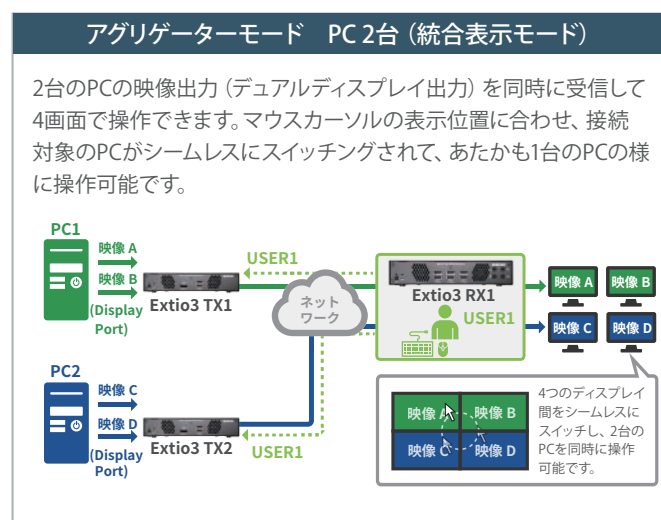 アグリゲーターモード　PC 2台（統合表示モード）
2台のPCの映像出力（デュアルディスプレイ出力）を同時に受信して
4画面で操作できます。マウスカーソルの表示位置に合わせ、接続
対象のPCがシームレスにスイッチングされて、あたかも1台のPCの様
に操作可能です。
PC1
映像 A
映像 B
(Display
Port)
Extio3 TX1
USER1
ネット
ワーク
Extio3 RX1
USER1
映像 A
映像 B
映像 C
映像 D
PC2
映像 C
映像 D
(Display
Port)
Extio3 TX2
USER1
映像 A
映像 B
映像 C
映像 D
4つのディスプレイ
間をシームレスに
スイッチし、2台の
PCを同時に操作
可能です。